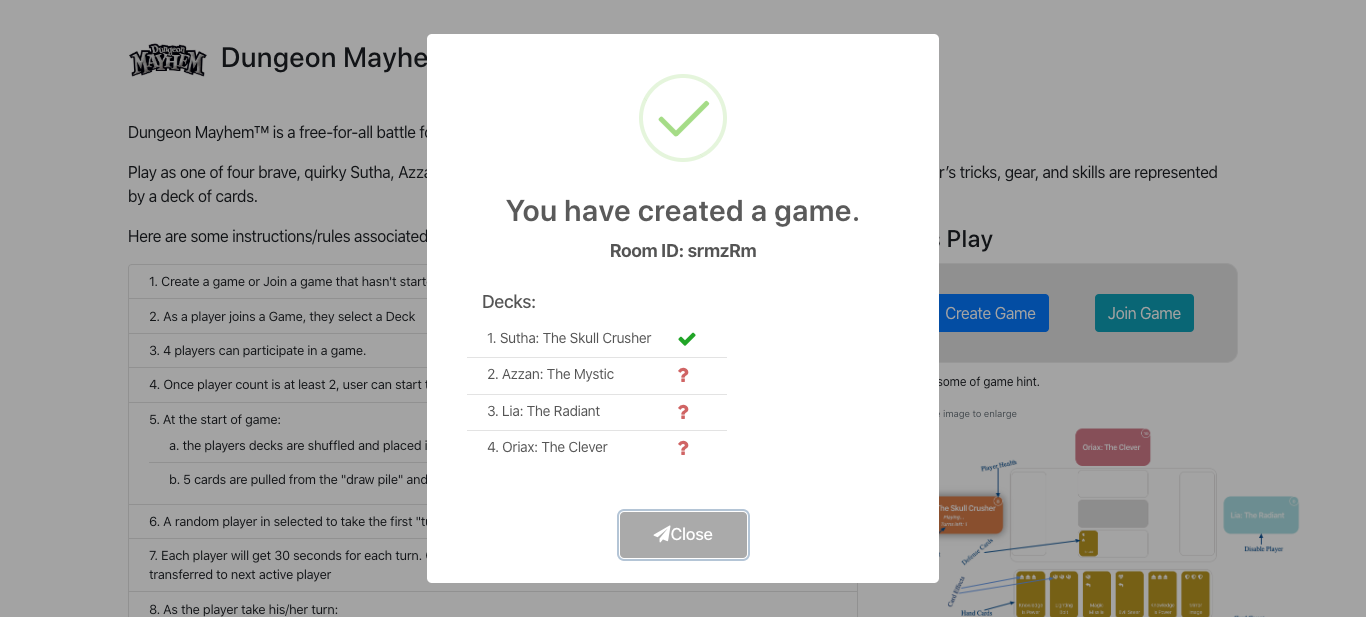 Dungeon
MAYHEM
Dungeon Mayhe
Dungeon Mayhem™ is a free-for-all battle fo
Play as one of four brave, quirky Sutha, Azza
r's tricks, gear, and skills are represented
by a deck of cards.
Here are some instructions/rules associated
1. Create a game or Join a game that hasn't start
2. As a player joins a Game, they select a Deck
3. 4 players can participate in a game.
4. Once player count is at least 2, user can start t
5. At the start of game:
a. the players decks are shuffled and placed i
b. 5 cards are pulled from the "draw pile" and
6. A random player in selected to take the first "tu
7. Each player will get 30 seconds for each turn.
transferred to next active player
8. As the player take his/her turn:
You have created a game.
Room ID: srmzRm
Decks:
1. Sutha: The Skull Crusher
2. Azzan: The Mystic ?
3. Lia: The Radiant ?
4. Oriax: The Clever ?
Close
s Play
Create Game
Join Game
some of game hint.
image to enlarge
Oriax: The Clever
Player Health
The Skull Crusher
Lia: The Radiant
Defense Cards
Disable Player
Card Effects
Hand Cards